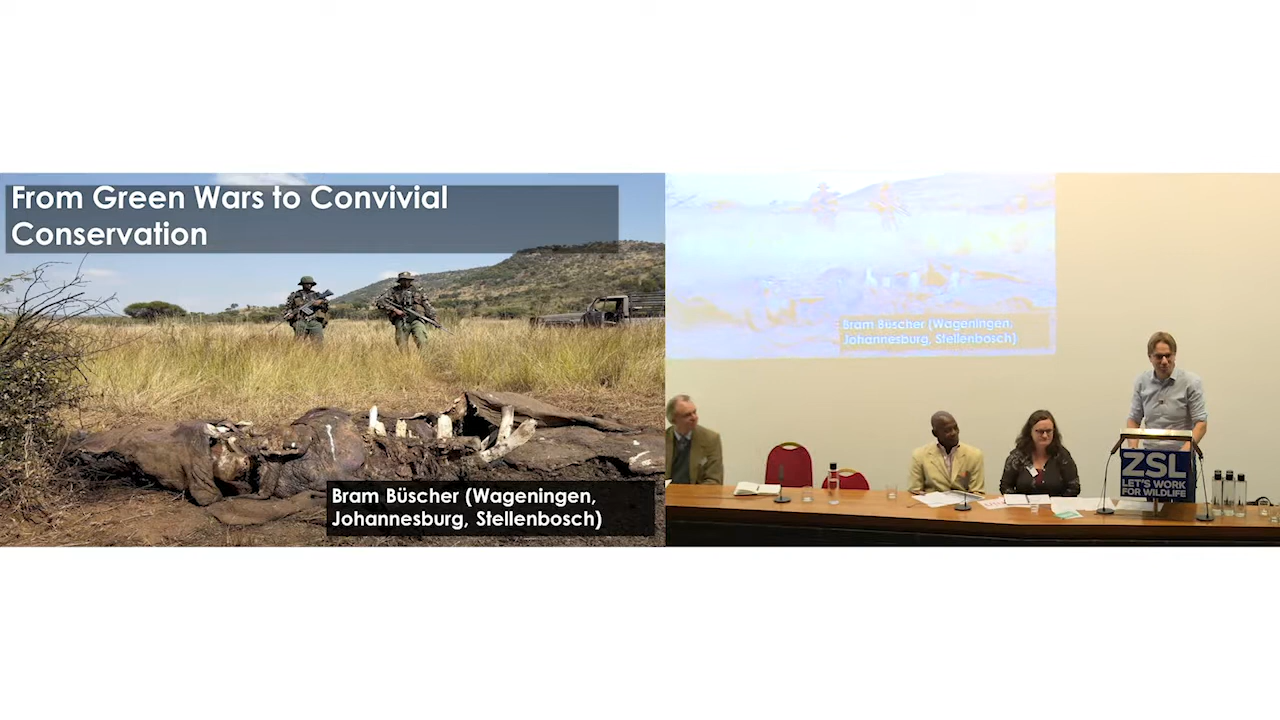 From Green Wars to Convivial
Conservation
Bram Büscher (Wageningen,
Johannesburg, Stellenbosch)
Bram Büscher (Wageningen,
Johannesburg, Stellenbosch)
ZSL
LET'S WORK
FOR WILDLIFE